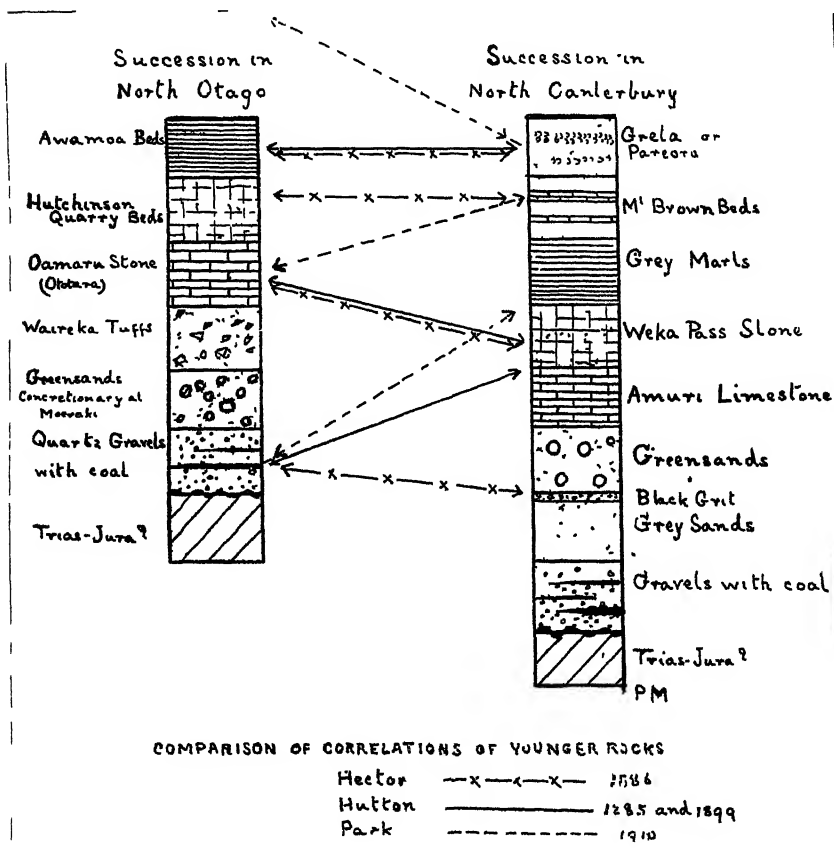 Succession in
North Otago
Awamoa Beds
Hutchinson
Quarry Beds
Oamaru Stone
(Ototara)
Waireka Tuffs
Greensands
Concretionary at
Moeraki
Quartz Gravels
with coal
Trias-Jura?
Succession in
North Canterbury
Greta or
Pareora
Mt Brown Beds
Grey Marls
Weka Pass Stone
Amuri Limestone
Greensands
Black Grit
Grey Sands
Gravels with coal
Trias-Jura?
PM
COMPARISON OF CORRELATIONS OF YOUNGER ROCKS
Hector
Hutton 1885 and 1899
Park 1910